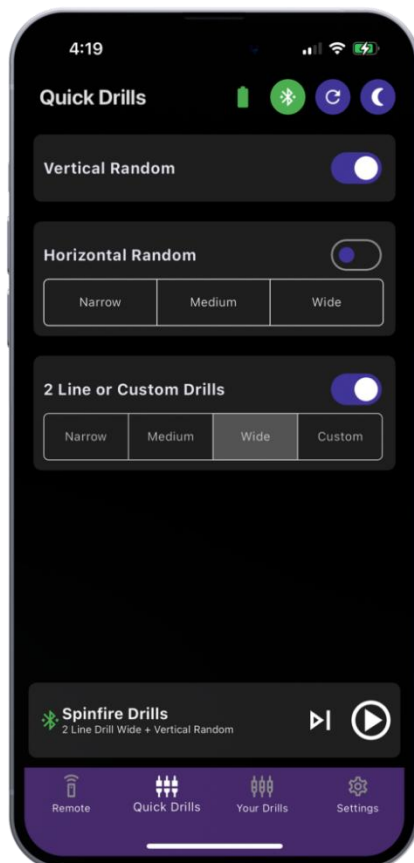 4:19
Quick Drills
Vertical Random
Horizontal Random
Narrow Medium Wide
2 Line or Custom Drills
Narrow Medium Wide Custom
Spinfire Drills
2 Line Drill Wide + Vertical Random
Remote Quick Drills Your Drills Settings